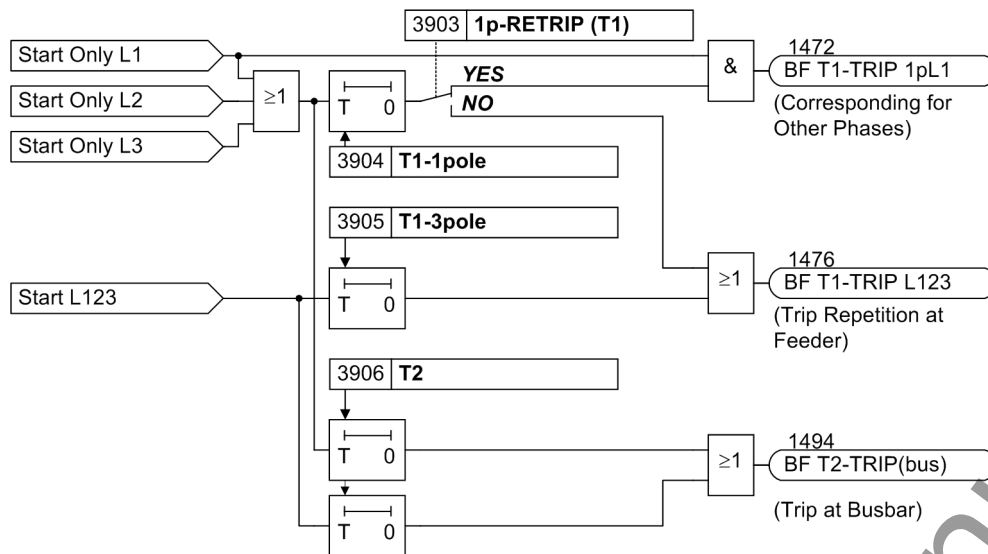 3903 1p-RETRIP (T1)
Start Only L1
Start Only L2
Start Only L3
≥1
T 0
YES
NO
&
1472
BF T1-TRIP 1pL1
(Corresponding for
Other Phases)
3904 T1-1pole
3905 T1-3pole
Start L123
T 0
≥1
1476
BF T1-TRIP L123
(Trip Repetition at
Feeder)
3906 T2
T 0
T 0
≥1
1494
BF T2-TRIP(bus)
(Trip at Busbar)